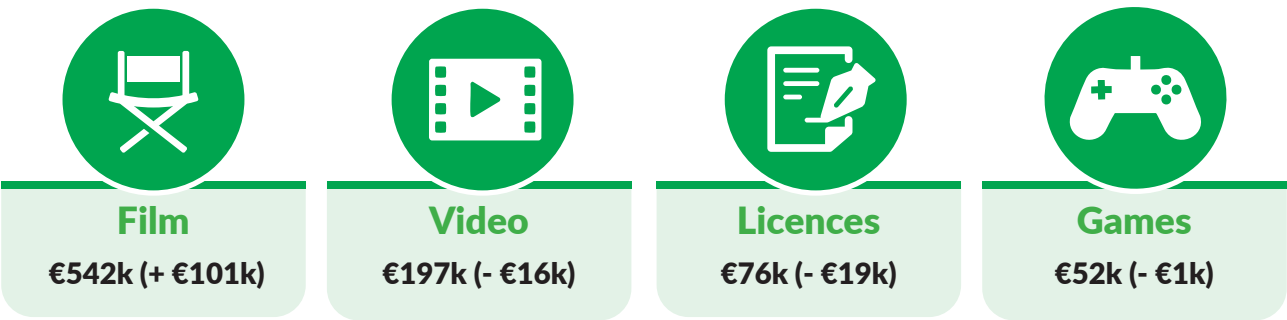 Film
€542k (+ €101k)
Video
€197k (- €16k)
Licences
€76k (- €19k)
Games
€52k (- €1k)